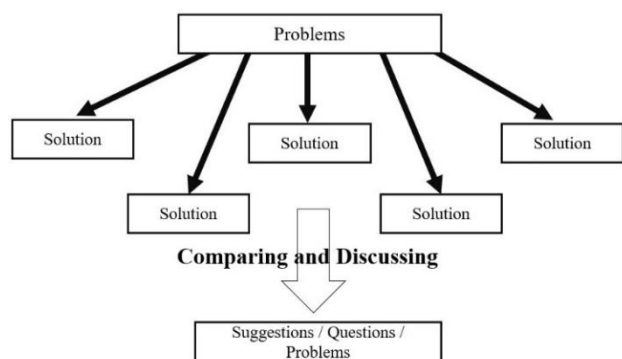 Problems
Solution
Solution
Solution
Solution
Solution
Comparing and Discussing
Suggestions / Questions /
Problems